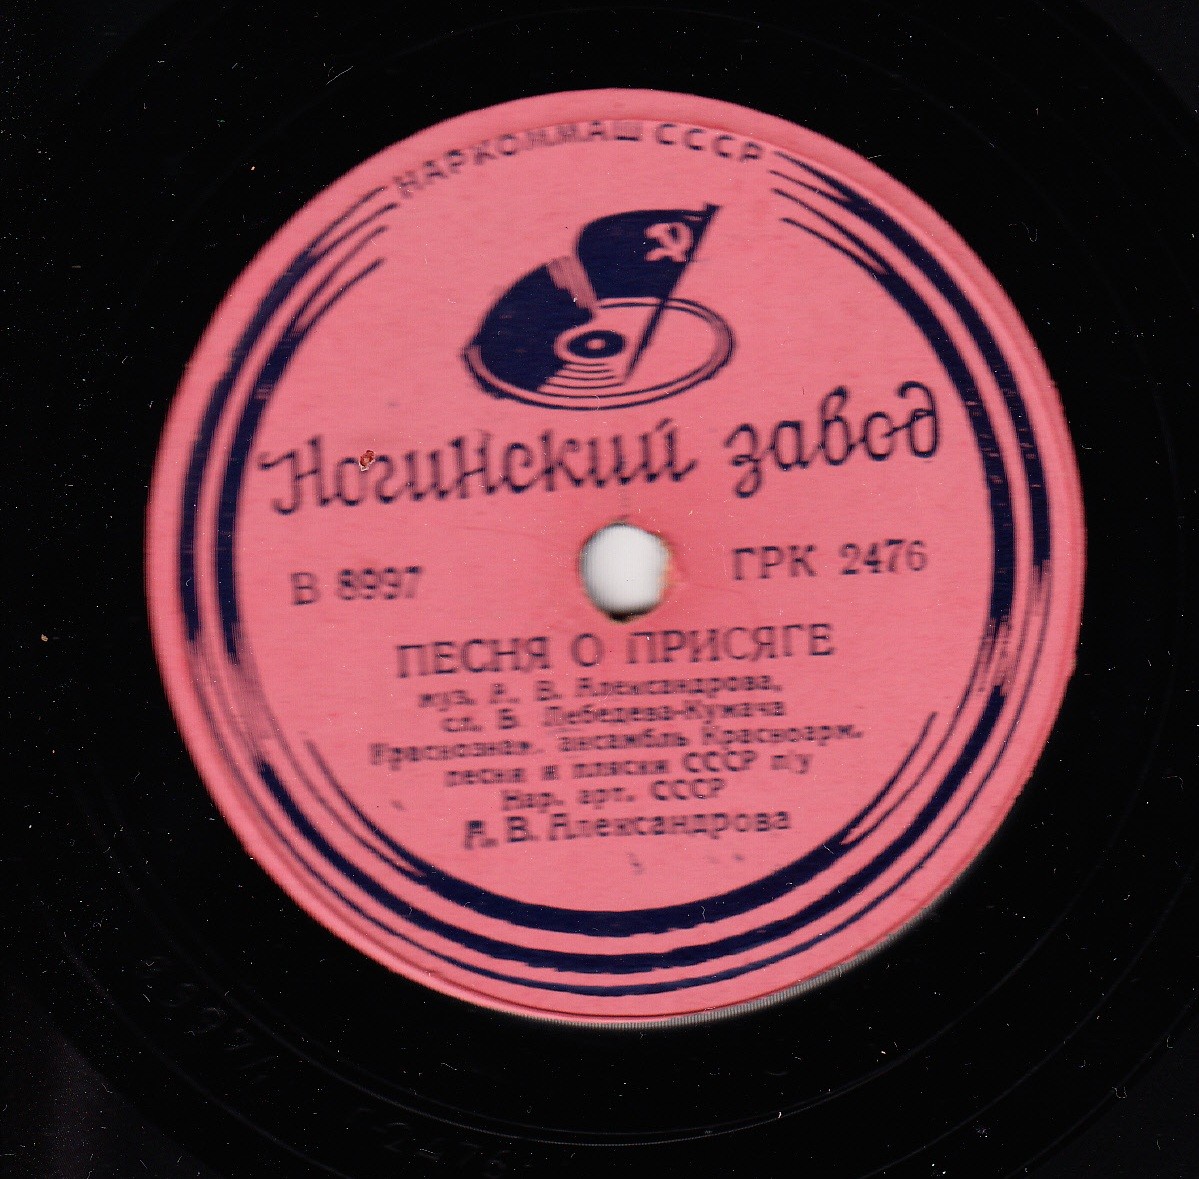 НАРКОММАШ СССР
Ногинский завод
В 8997
ГРК 2476
ПЕСНЯ О ПРИСЯГЕ
муз. А. В. Александрова,
сл. В. Лебедева-Кумача
Краснознам. ансамбль Красноарм.
песни и пляски СССР п/у
Нар. арт. СССР
А. В. Александрова